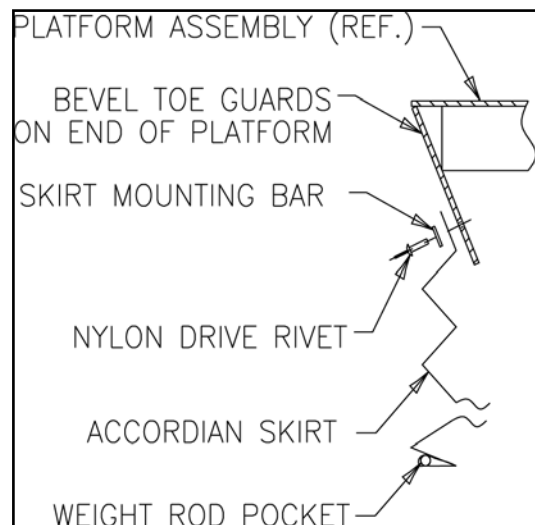 PLATFORM ASSEMBLY (REF.)
BEVEL TOE GUARDS
ON END OF PLATFORM
SKIRT MOUNTING BAR
NYLON DRIVE RIVET
ACCORDIAN SKIRT
WEIGHT ROD POCKET